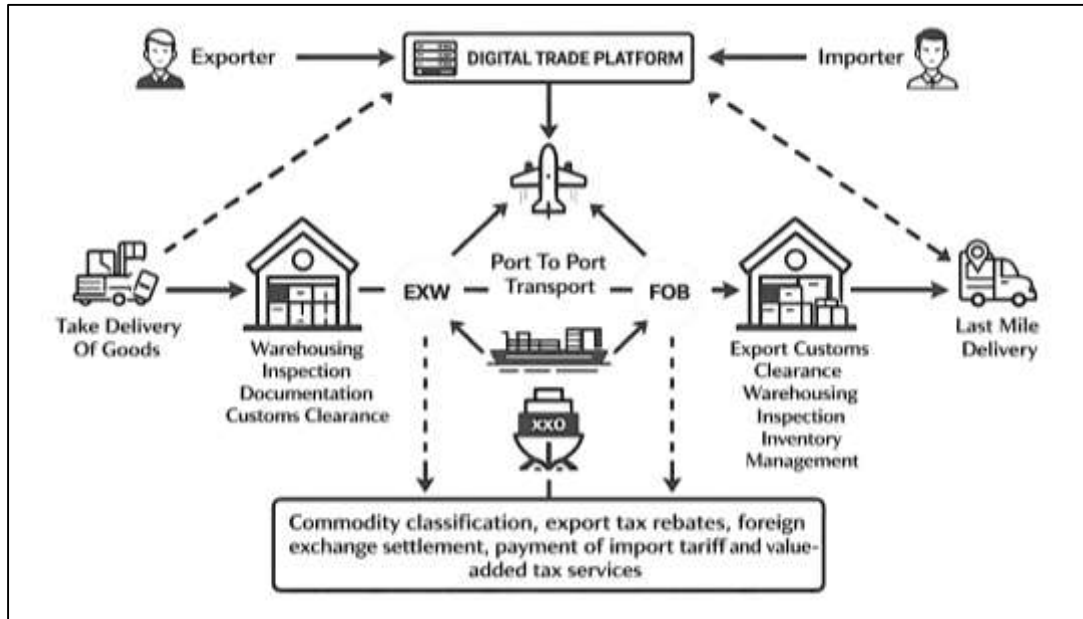 Exporter
DIGITAL TRADE PLATFORM
Importer
Take Delivery
Of Goods
Warehousing
Inspection
Documentation
Customs Clearance
EXW
Port To Port
Transport
FOB
XXO
Export Customs
Clearance
Warehousing
Inspection
Inventory
Management
Last Mile
Delivery
Commodity classification, export tax rebates, foreign
exchange settlement, payment of import tariff and value-
added tax services